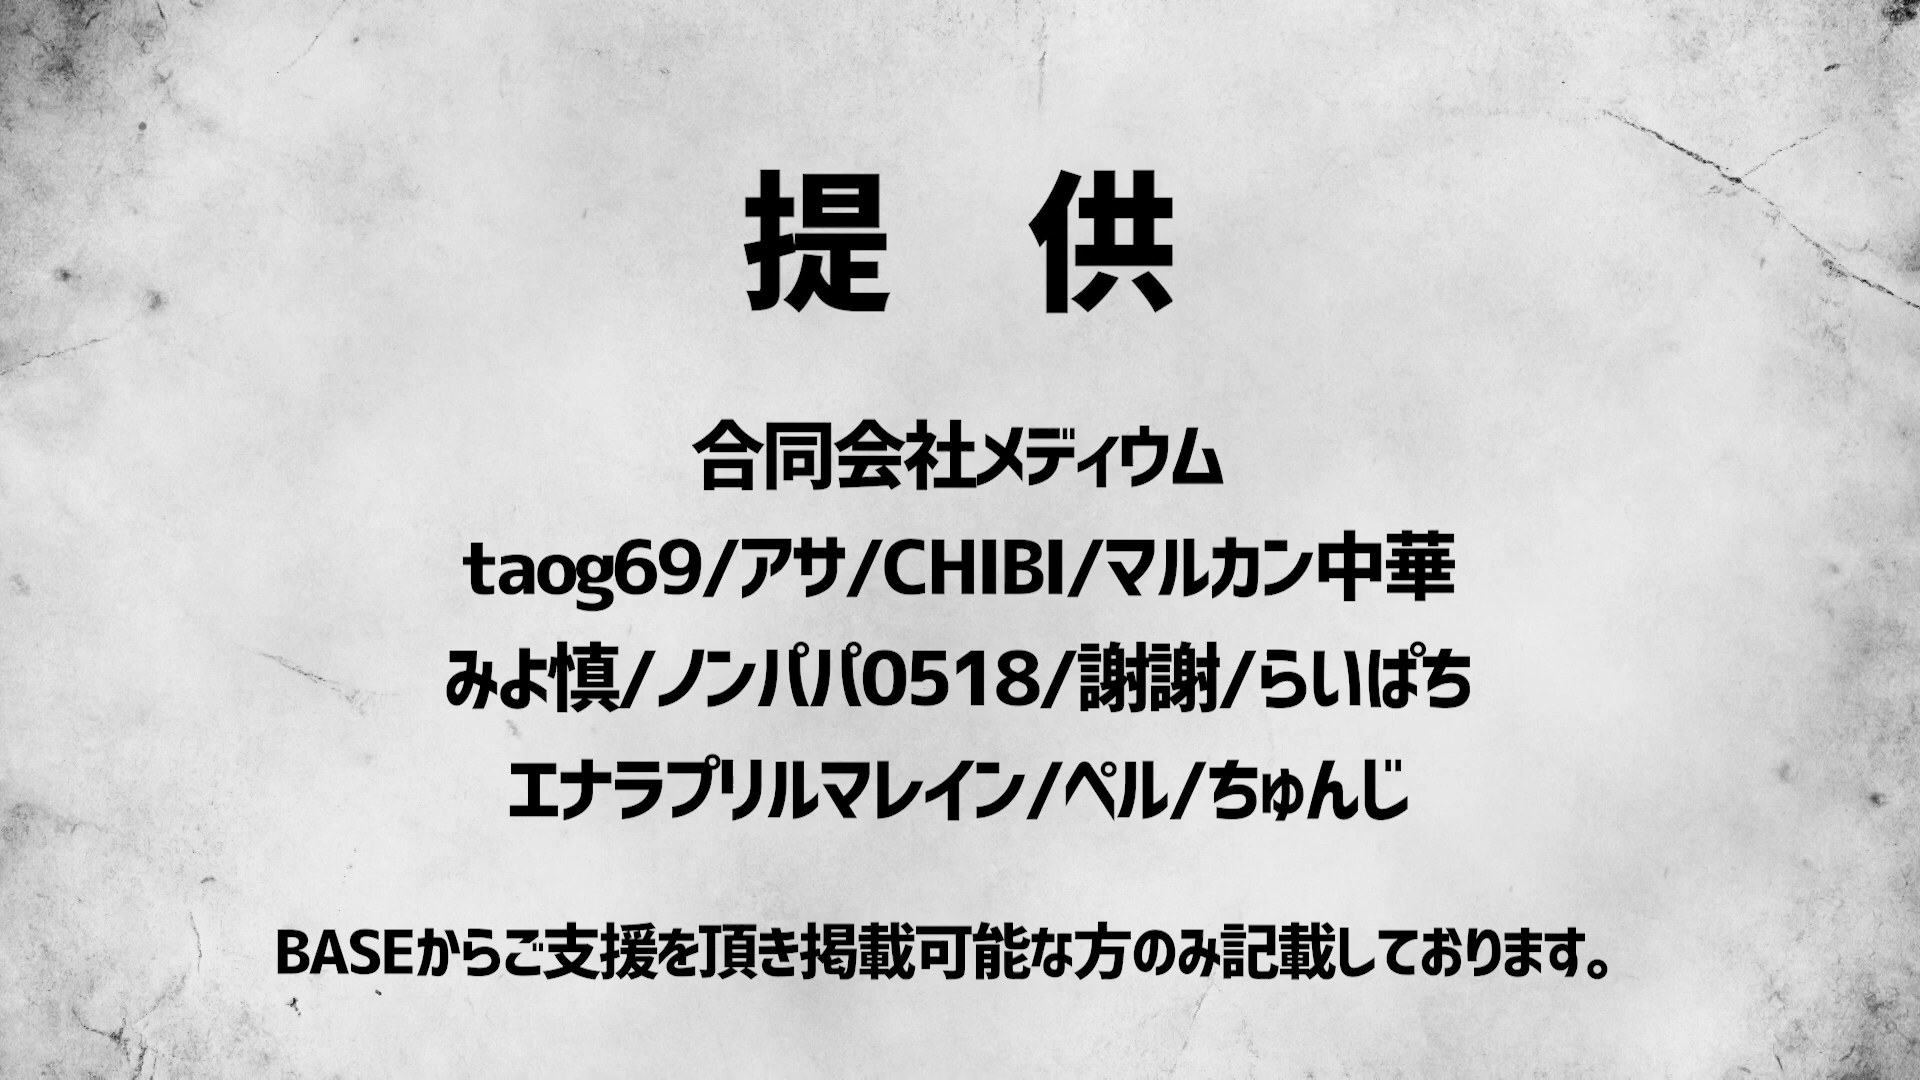 提 供
合同会社メディウム
taog69/アサ/CHIBI/マルカン中華
みよ慎/ノンパパ0518/謝謝/らいぱち
エナラプリルマレイン/ペル/ちゅんじ
BASEからご支援を頂き掲載可能な方のみ記載しております。